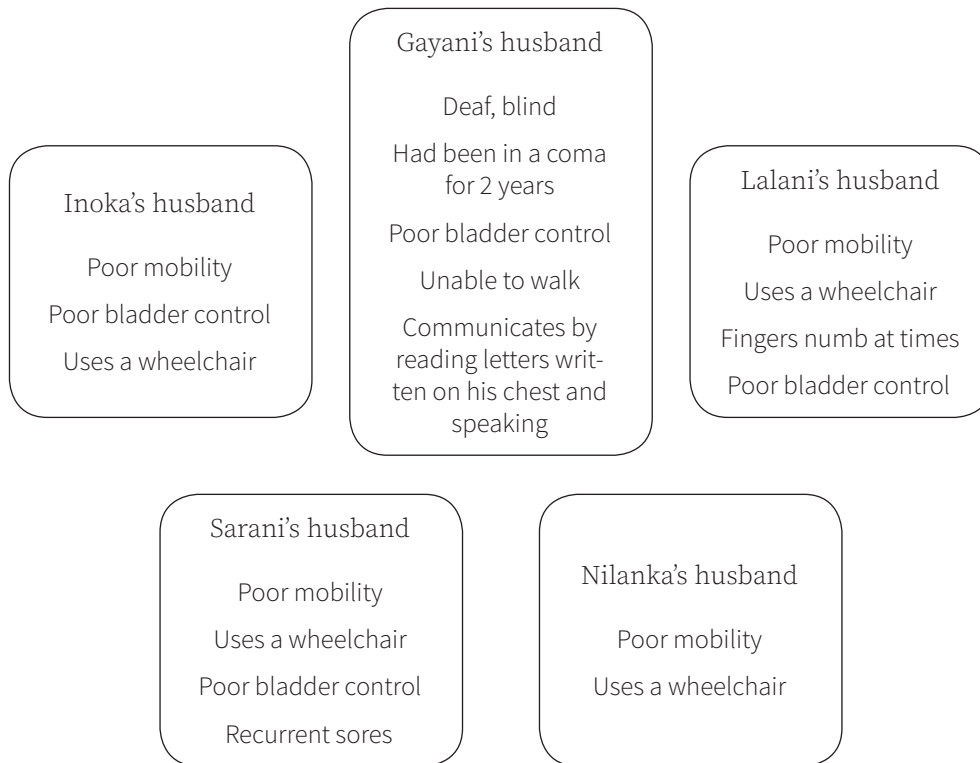 Gayani’s husband
Deaf, blind
Had been in a coma
for 2 years
Poor bladder control
Unable to walk
Communicates by
reading letters writ-
ten on his chest and
speaking
Inoka’s husband
Poor mobility
Poor bladder control
Uses a wheelchair
Lalani’s husband
Poor mobility
Uses a wheelchair
Fingers numb at times
Poor bladder control
Sarani’s husband
Poor mobility
Uses a wheelchair
Poor bladder control
Recurrent sores
Nilanka’s husband
Poor mobility
Uses a wheelchair